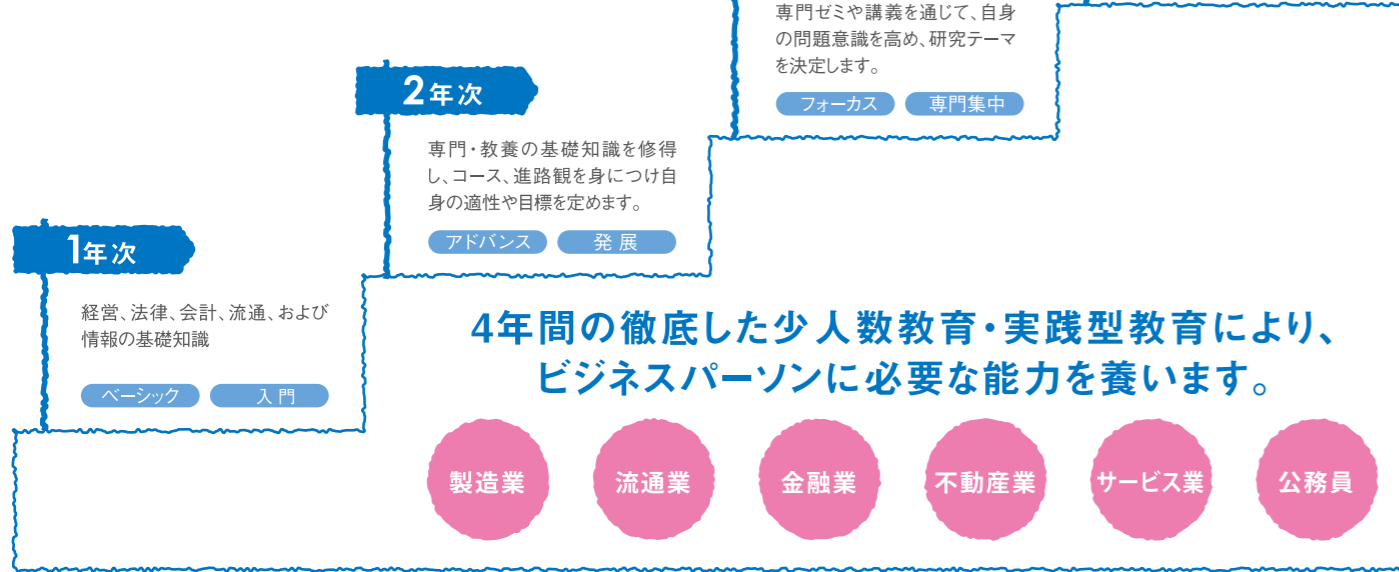 専門ゼミや講義を通じて、自身
の問題意識を高め、研究テーマ
を決定します。
フォーカス 専門集中
2年次
専門・教養の基礎知識を修得
し、コース、進路観を身につけ自
身の適性や目標を定めます。
アドバンス 発展
1年次
経営、法律、会計、流通、および
情報の基礎知識
ベーシック 入門
4年間の徹底した少人数教育・実践型教育により、
ビジネスパーソンに必要な能力を養います。
製造業 流通業 金融業 不動産業 サービス業 公務員